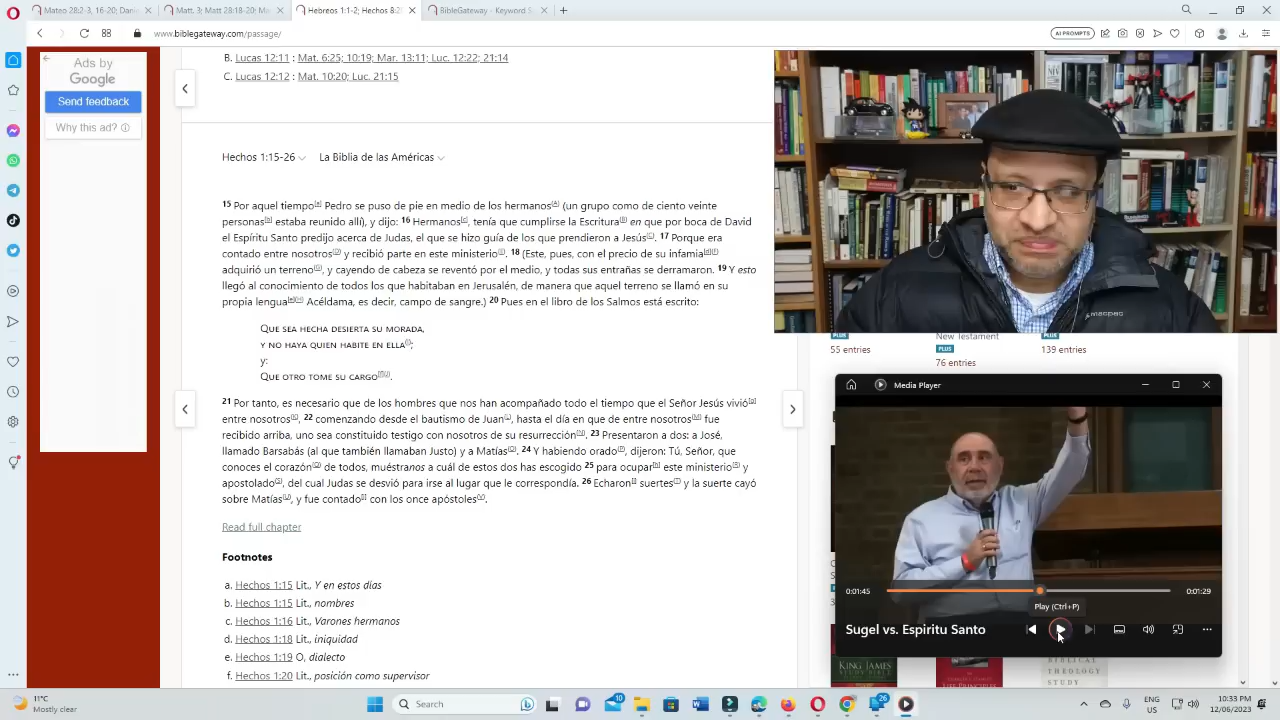 Mateo 28:2-3, 16-20; Danie
Matt. 3; Matt 28:18-20; Mic
Hebreos 1:1-2; Hechos 8:2
BibleGateway - Keyword S
www.biblegateway.com/passage/
AI PROMPTS
Ads by
Google
Send feedback
Why this ad?
B. Lucas 12:11 : Mat. 6:25; 10:19; Mar. 13:11; Luc. 12:22; 21:14
C. Lucas 12:12 : Mat. 10:20; Luc. 21:15
Hechos 1:15-26 La Biblia de las Américas
15 Por aquel tiempo[a] Pedro se puso de pie en medio de los hermanos[A] (un grupo como de ciento veinte
personas[b] estaba reunido allí), y dijo: 16 Hermanos[c], tenía que cumplirse la Escritura[B] en que por boca de David
el Espíritu Santo predijo acerca de Judas, el que se hizo guía de los que prendieron a Jesús[C]. 17 Porque era
contado entre nosotros[D] y recibió parte en este ministerio[E]. 18 (Este, pues, con el precio de su infamia[d][F]
adquirió un terreno[G], y cayendo de cabeza se reventó por el medio, y todas sus entrañas se derramaron. 19 Y esto
llegó al conocimiento de todos los que habitaban en Jerusalén, de manera que aquel terreno se llamó en su
propia lengua[e][H] Acéldama, es decir, campo de sangre.) 20 Pues en el libro de los Salmos está escrito:
Que sea hecha desierta su morada,
Y no haya quien habite en ella[I];
Que otro tome su cargo[f][J].
21 Por tanto, es necesario que de los hombres que nos han acompañado todo el tiempo que el Señor Jesús vivió[g]
entre nosotros[K], 22 comenzando desde el bautismo de Juan[L], hasta el día en que de entre nosotros[M] fue
recibido arriba, uno sea constituido testigo con nosotros de su resurrección[N]. 23 Presentaron a dos: a José,
llamado Barsabás (al que también llamaban Justo) y a Matías[O]. 24 Y habiendo orado[P], dijeron: Tú, Señor, que
conoces el corazón[Q] de todos, muéstranos a cuál de estos dos has escogido 25 para ocupar[h] este ministerio[R] y
apostolado[S], del cual Judas se desvió para irse al lugar que le correspondía. 26 Echaron[i] suertes[T] y la suerte cayó
sobre Matías[U], y fue contado[j] con los once apóstoles[V].
Read full chapter
Footnotes
a. Hechos 1:15 Lit., Y en estos días
b. Hechos 1:15 Lit., nombres
c. Hechos 1:16 Lit., Varones hermanos
d. Hechos 1:18 Lit., iniquidad
e. Hechos 1:19 O, dialecto
f. Hechos 1:20 Lit., posición como supervisor
PLUS
New Testament
PLUS
55 entries
PLUS
76 entries
139 entries
Media Player
0:01:45
0:01:29
Play (Ctrl+P)
Sugel vs. Espiritu Santo
KING JAMES
STUDY BIBLE
LIFE PRINCIPLES
BIBLICAL
THEOLOGY
STUDY
11°C
Mostly clear
Search
10
26
ENG
US
10:33 PM
12/06/2023